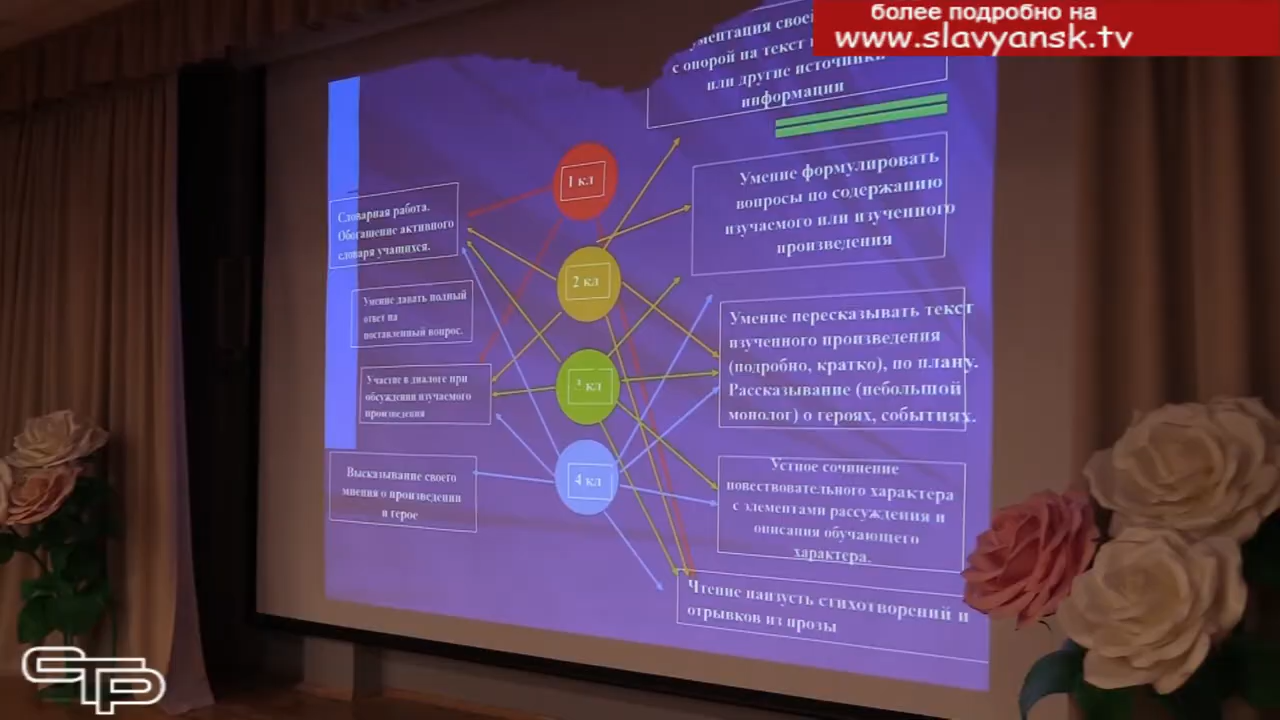 более подробно на
www.slavyansk.tv
с опорой на текст
или другие источники
информации
Умение формулировать
вопросы по содержанию
изучаемого или изученного
произведения
Умение пересказывать текст
изученного произведения
(подробно, кратко), по плану.
Рассказывание (небольшой
монолог) о героях, событиях.
Устное сочинение
повествовательного характера
с элементами рассуждения и
описания обучающего
характера.
Чтение наизусть стихотворений и
отрывков из прозы
1 кл
2 кл
3 кл
4 кл
Словарная работа.
Обогащение активного
словаря учащихся.
Умение давать полный
ответ на
поставленный вопрос.
Участие в диалоге при
обсуждении изучаемого
произведения
Высказывание своего
мнения о произведении
и герое
СТР